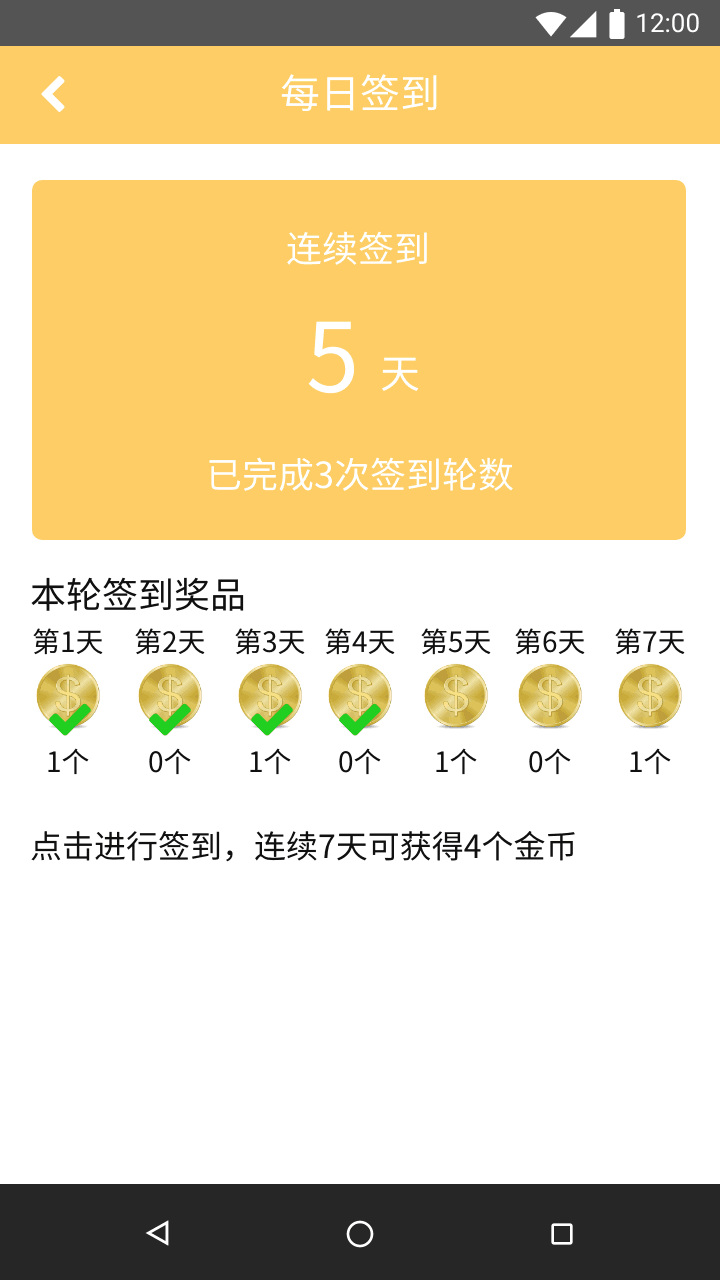 12:00
每日签到
连续签到
5 天
已完成3次签到轮数
本轮签到奖品
第1天 第2天 第3天 第4天 第5天 第6天 第7天
$ $ $ $ $ $ $
1个 0个 1个 0个 1个 0个 1个
点击进行签到，连续7天可获得4个金币